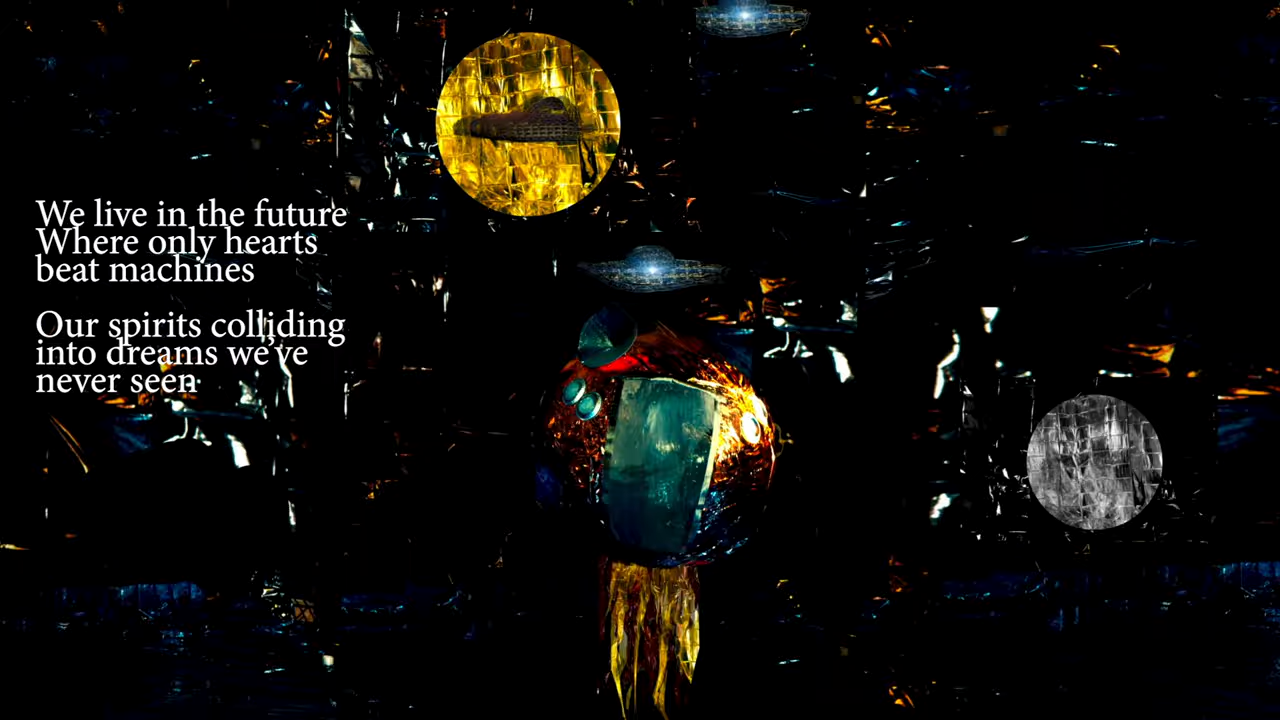 We live in the future
Where only hearts
beat machines
Our spirits colliding
into dreams we've
never seen